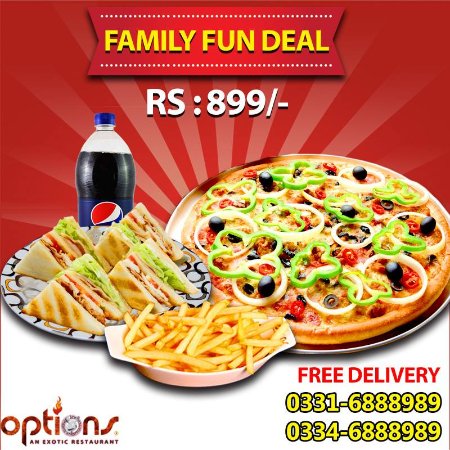 FAMILY FUN DEAL
RS : 899/-
FREE DELIVERY
0331-6888989
0334-6888989
options
AN EXOTIC RESTAURANT